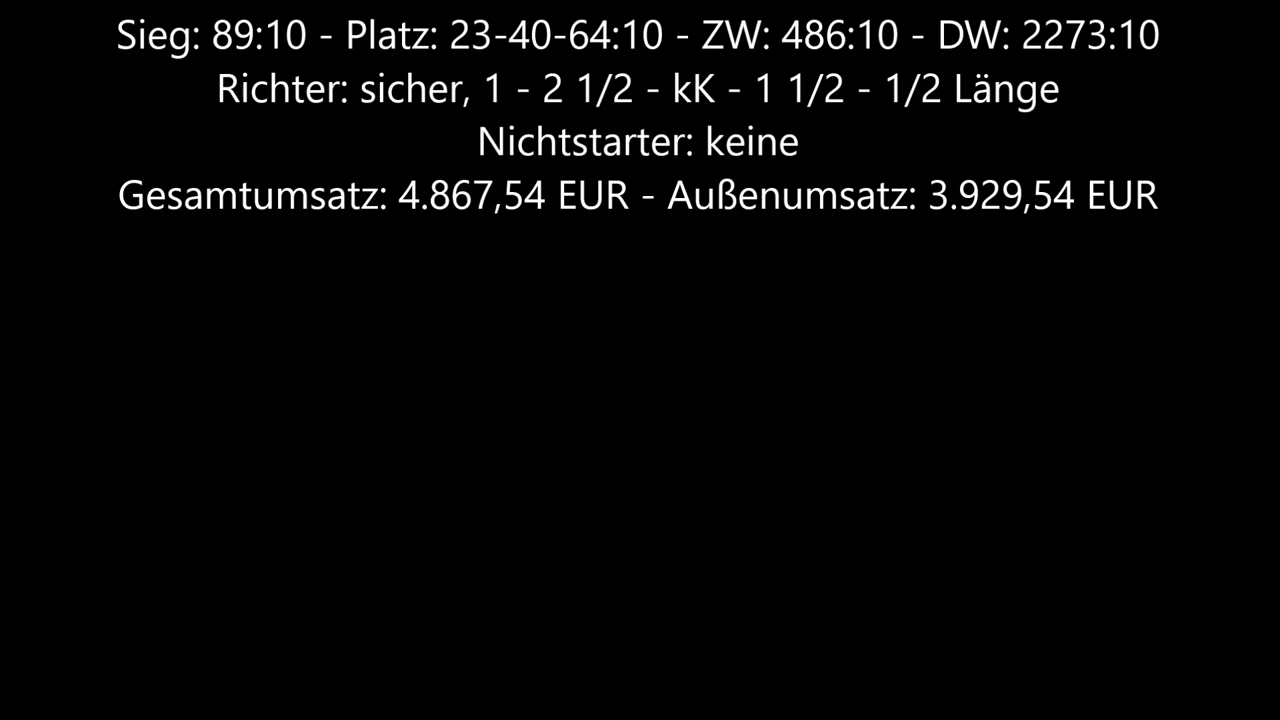 Sieg: 89:10 - Platz: 23-40-64:10 - ZW: 486:10 - DW: 2273:10
Richter: sicher, 1 - 2 1/2 - kK - 1 1/2 - 1/2 Länge
Nichtstarter: keine
Gesamtumsatz: 4.867,54 EUR - Außenumsatz: 3.929,54 EUR